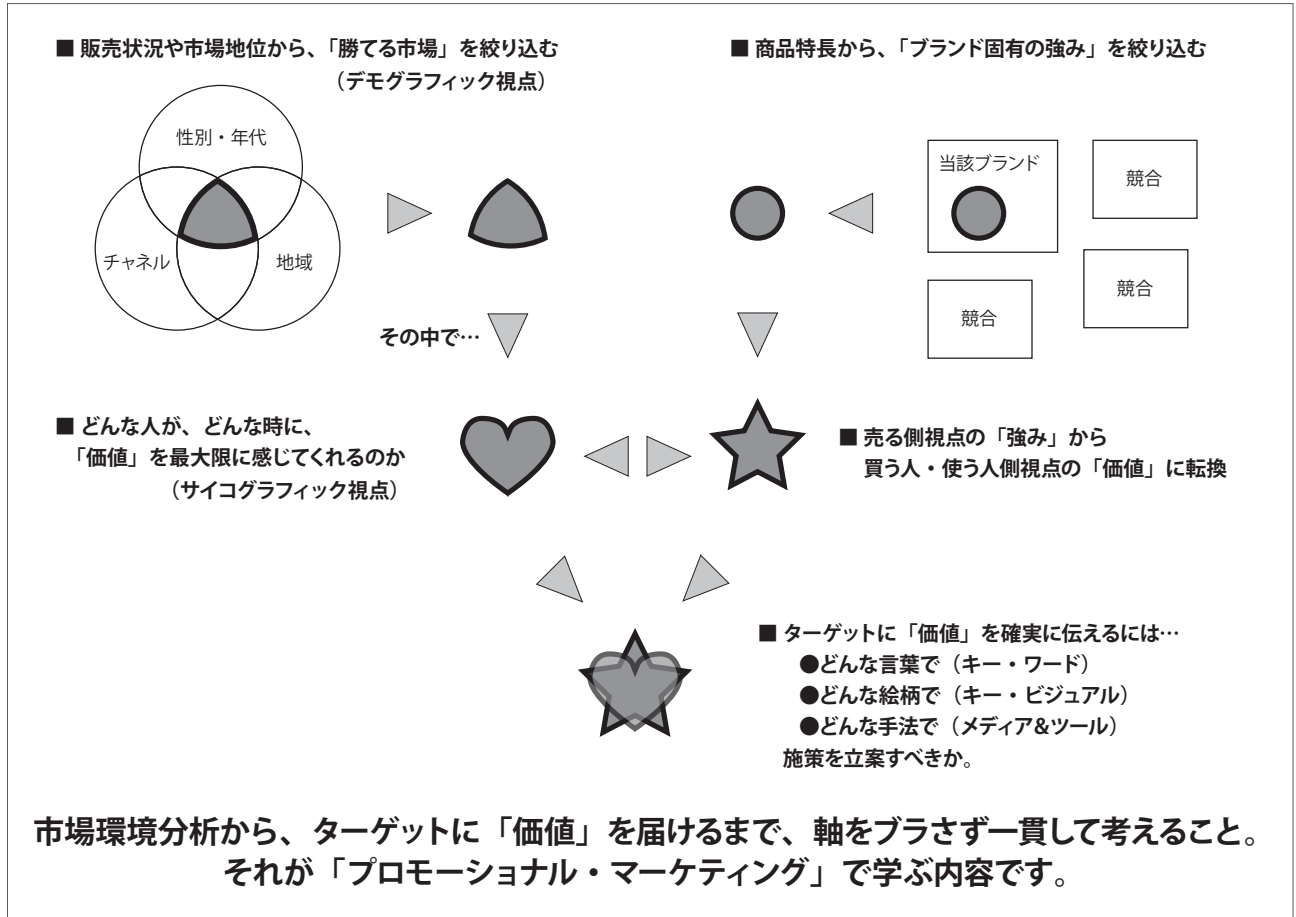 ■ 販売状況や市場地位から、「勝てる市場」を絞り込む
（デモグラフィック視点）
性別・年代
チャネル
地域
■ 商品特長から、「ブランド固有の強み」を絞り込む
当該ブランド
競合
競合
競合
その中で…
■ どんな人が、どんな時に、
「価値」を最大限に感じてくれるのか
（サイコグラフィック視点）
■ 売る側視点の「強み」から
買う人・使う人側視点の「価値」に転換
■ ターゲットに「価値」を確実に伝えるには…
●どんな言葉で（キー・ワード）
●どんな絵柄で（キー・ビジュアル）
●どんな手法で（メディア&ツール）
施策を立案すべきか。
市場環境分析から、ターゲットに「価値」を届けるまで、軸をブラさず一貫して考えること。
それが「プロモーショナル・マーケティング」で学ぶ内容です。